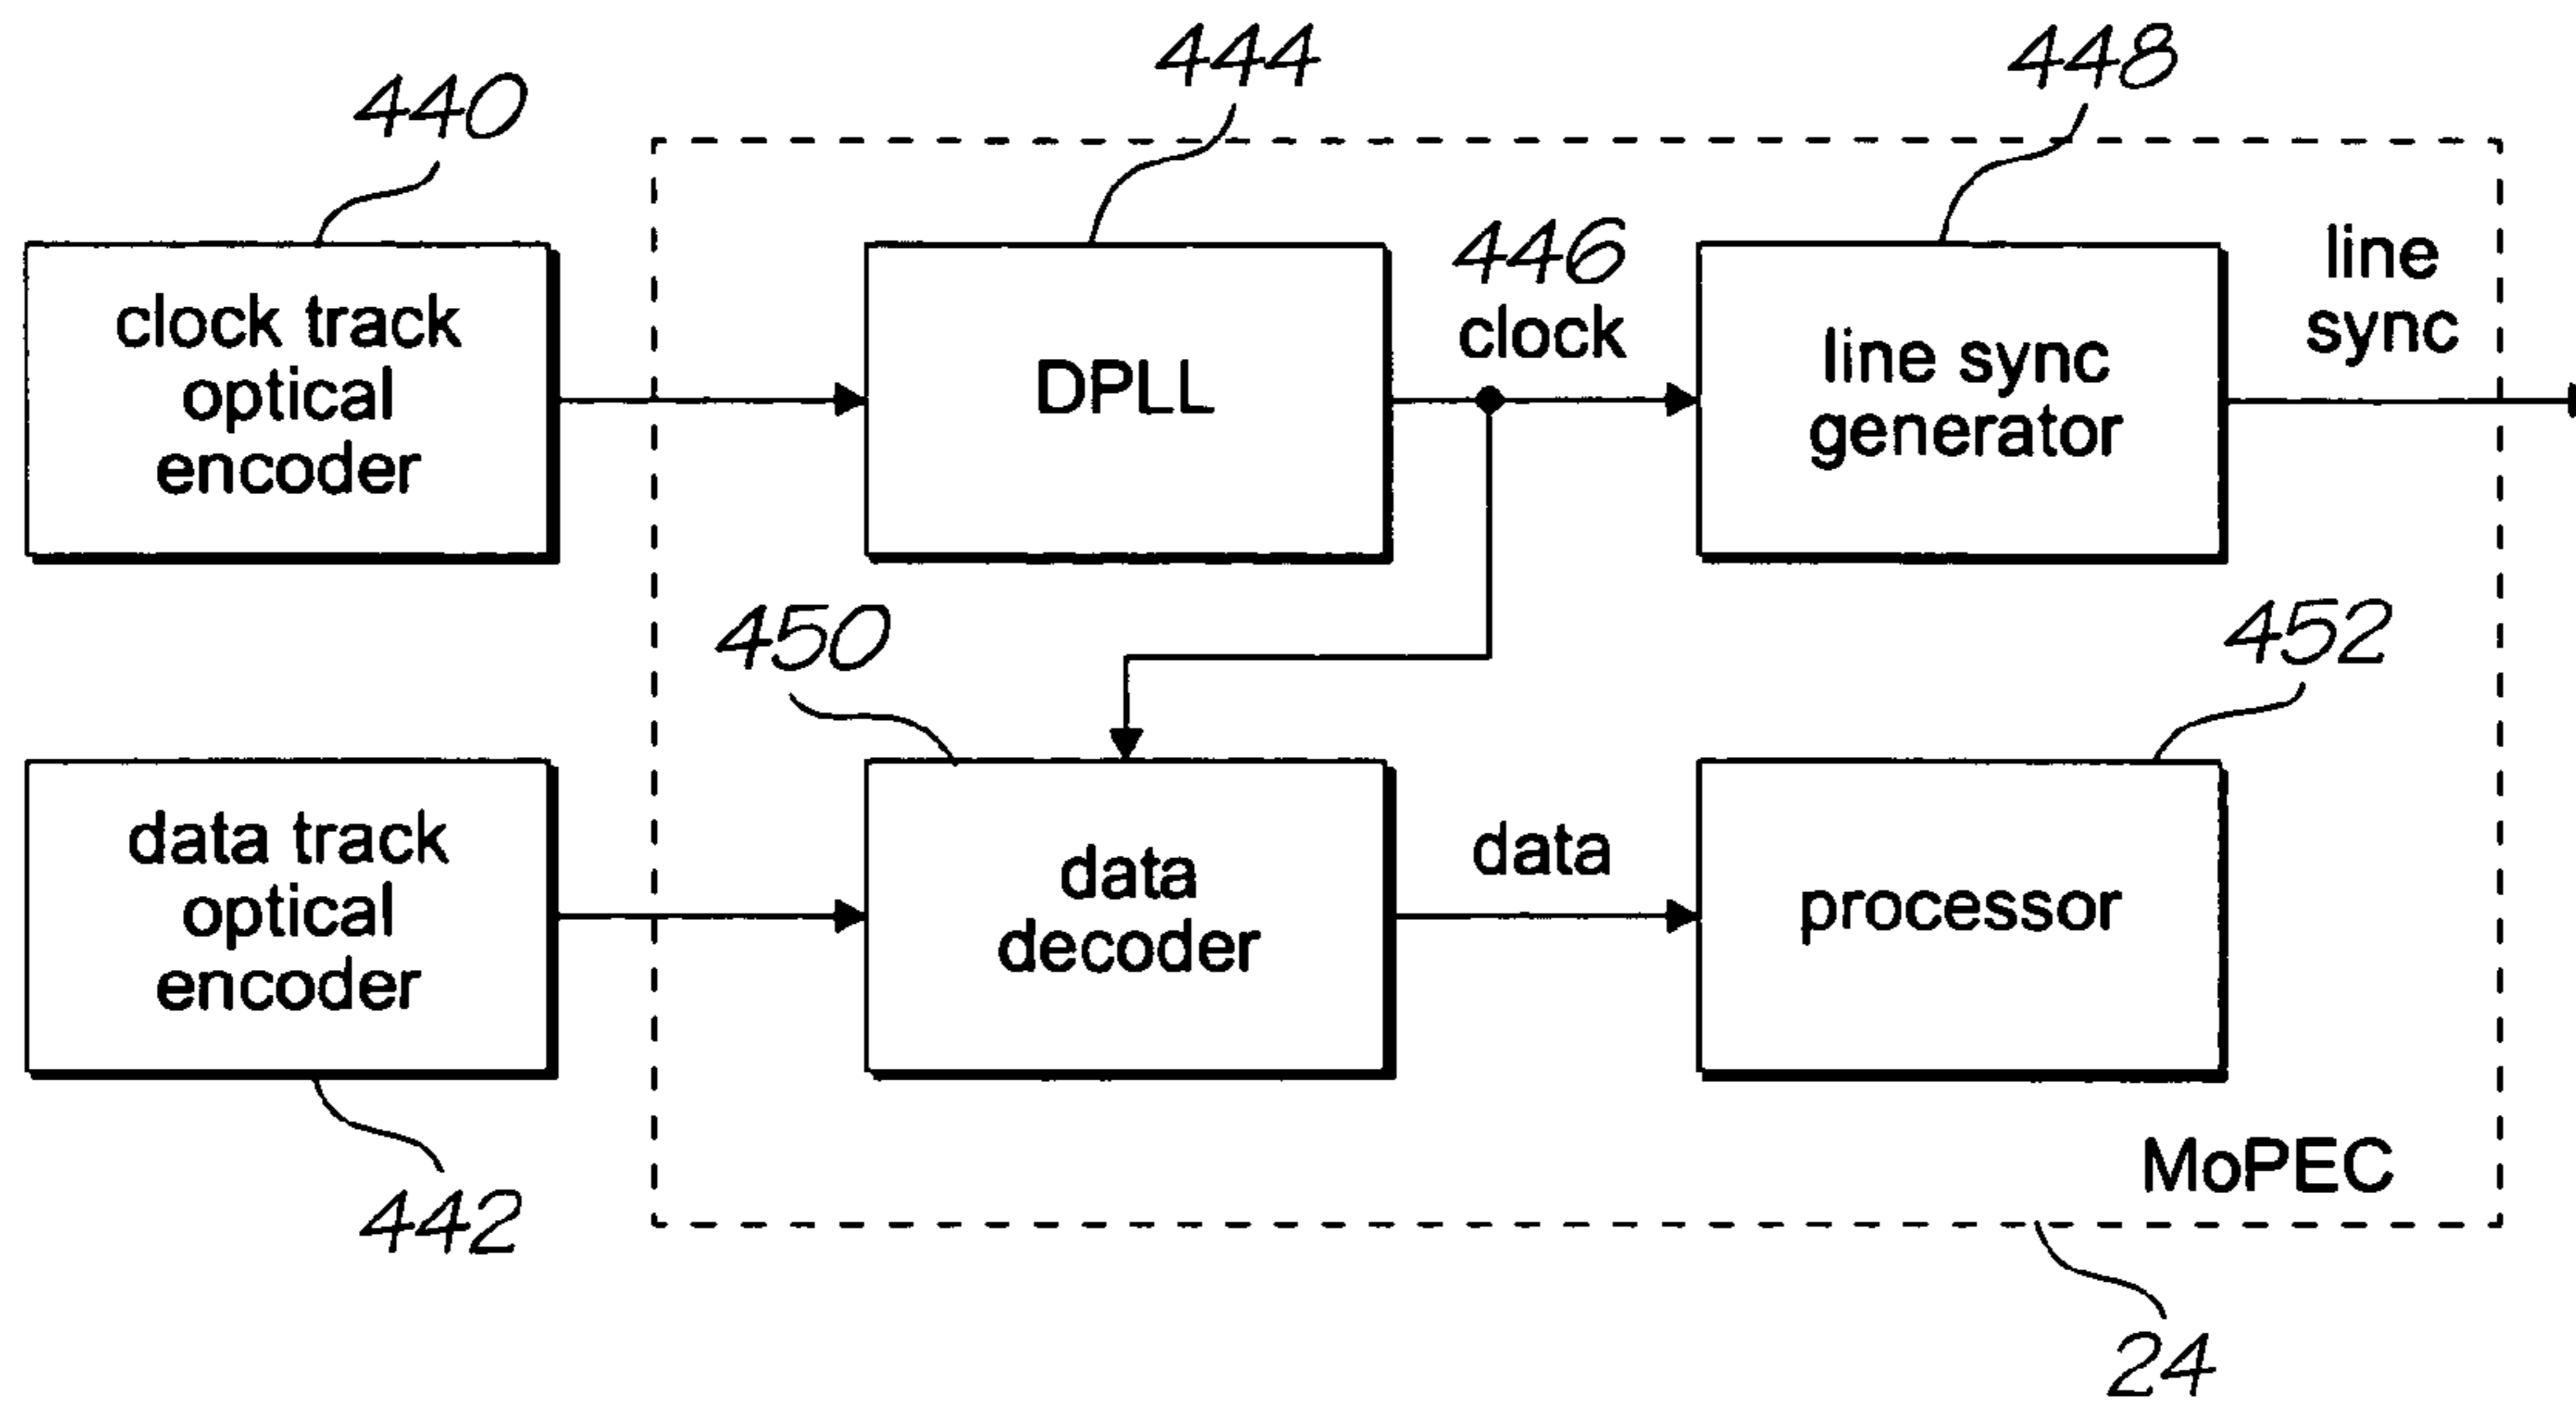 440
444
448
clock track
optical
encoder
DPLL
446
clock
line sync
generator
line
sync
450
452
data track
optical
encoder
data
decoder
data
processor
442
MoPEC
24